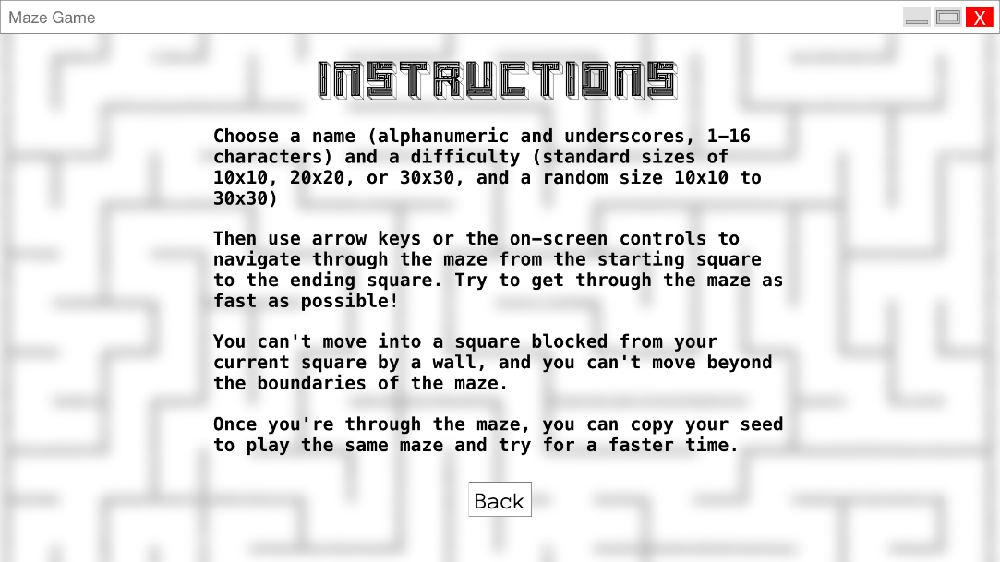 Maze Game
X
INSTRUCTIONS
Choose a name (alphanumeric and underscores, 1-16
characters) and a difficulty (standard sizes of
10x10, 20x20, or 30x30, and a random size 10x10 to
30x30)
Then use arrow keys or the on-screen controls to
navigate through the maze from the starting square
to the ending square. Try to get through the maze as
fast as possible!
You can't move into a square blocked from your
current square by a wall, and you can't move beyond
the boundaries of the maze.
Once you're through the maze, you can copy your seed
to play the same maze and try for a faster time.
Back